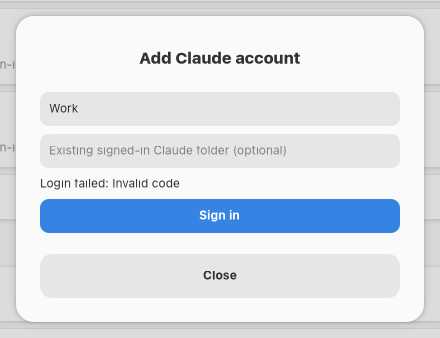 Add Claude account
n-i
Work
Existing signed-in Claude folder (optional)
n-i
Login failed: Invalid code
Sign in
Close